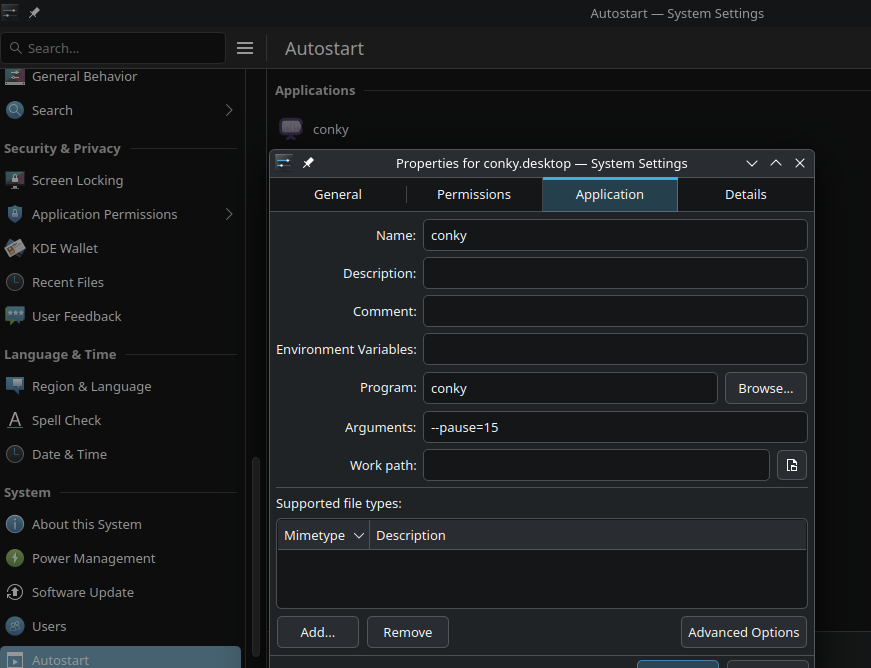 Autostart — System Settings
Search...
Autostart
General Behavior
Search
Security & Privacy
Screen Locking
Application Permissions
KDE Wallet
Recent Files
User Feedback
Language & Time
Region & Language
Spell Check
Date & Time
System
About this System
Power Management
Software Update
Users
Autostart
Applications
conky
Properties for conky.desktop — System Settings
General Permissions Application Details
Name: conky
Description:
Comment:
Environment Variables:
Program: conky Browse...
Arguments: --pause=15
Work path:
Supported file types:
Mimetype Description
Add... Remove Advanced Options